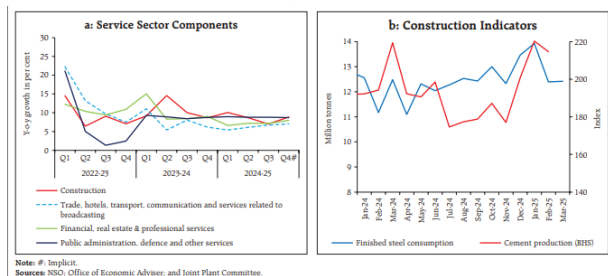 a: Service Sector Components
Y-o-y growth in per cent
30
25
20
15
10
5
0
Q1 Q2 Q3 Q4 Q1 Q2 Q3 Q4 Q1 Q2 Q3 Q4#
2022-23 2023-24 2024-25
Construction
Trade, hotels, transport, communication and services related to
broadcasting
Financial, real estate & professional services
Public administration, defence and other services
b: Construction Indicators
Million tonnes
14
13
12
11
10
9
8
220
200
180
160
140
Index
Jan-24 Feb-24 Mar-24 Apr-24 May-24 Jun-24 Jul-24 Aug-24 Sep-24 Oct-24 Nov-24 Dec-24 Jan-25 Feb-25 Mar-25
Finished steel consumption
Cement production (RHS)
Note: #: Implicit.
Sources: NSO; Office of Economic Adviser; and Joint Plant Committee.